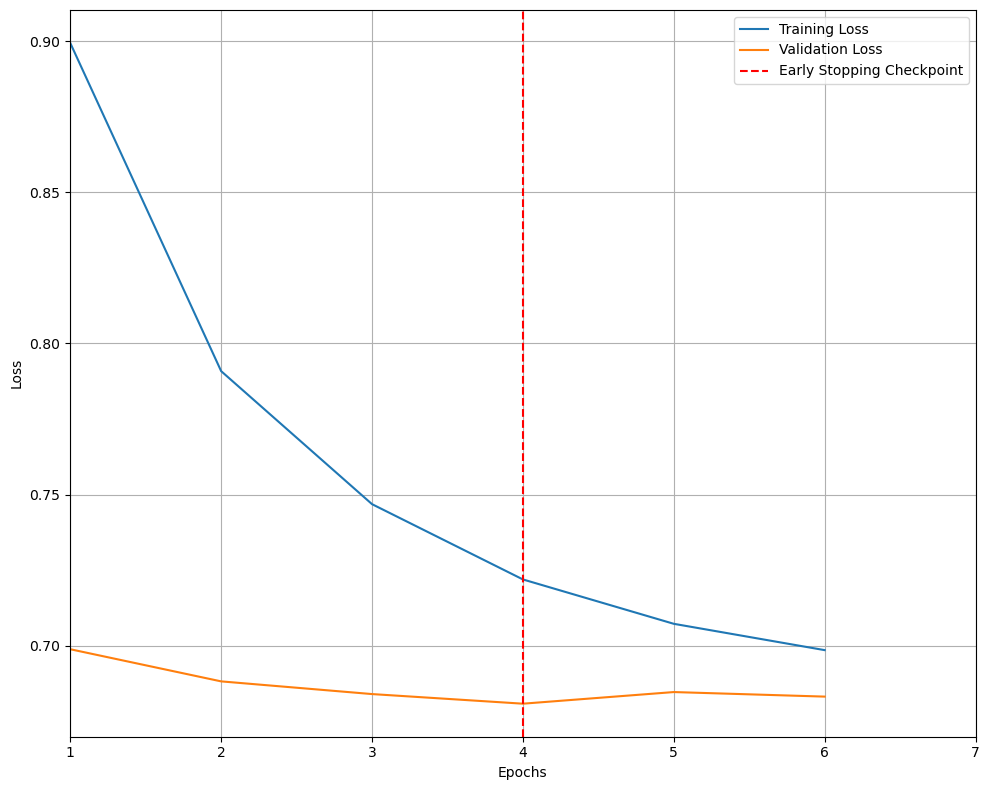 Training Loss
Validation Loss
Early Stopping Checkpoint
0.90
0.85
0.80
0.75
0.70
Loss
1 2 3 4 5 6 7
Epochs